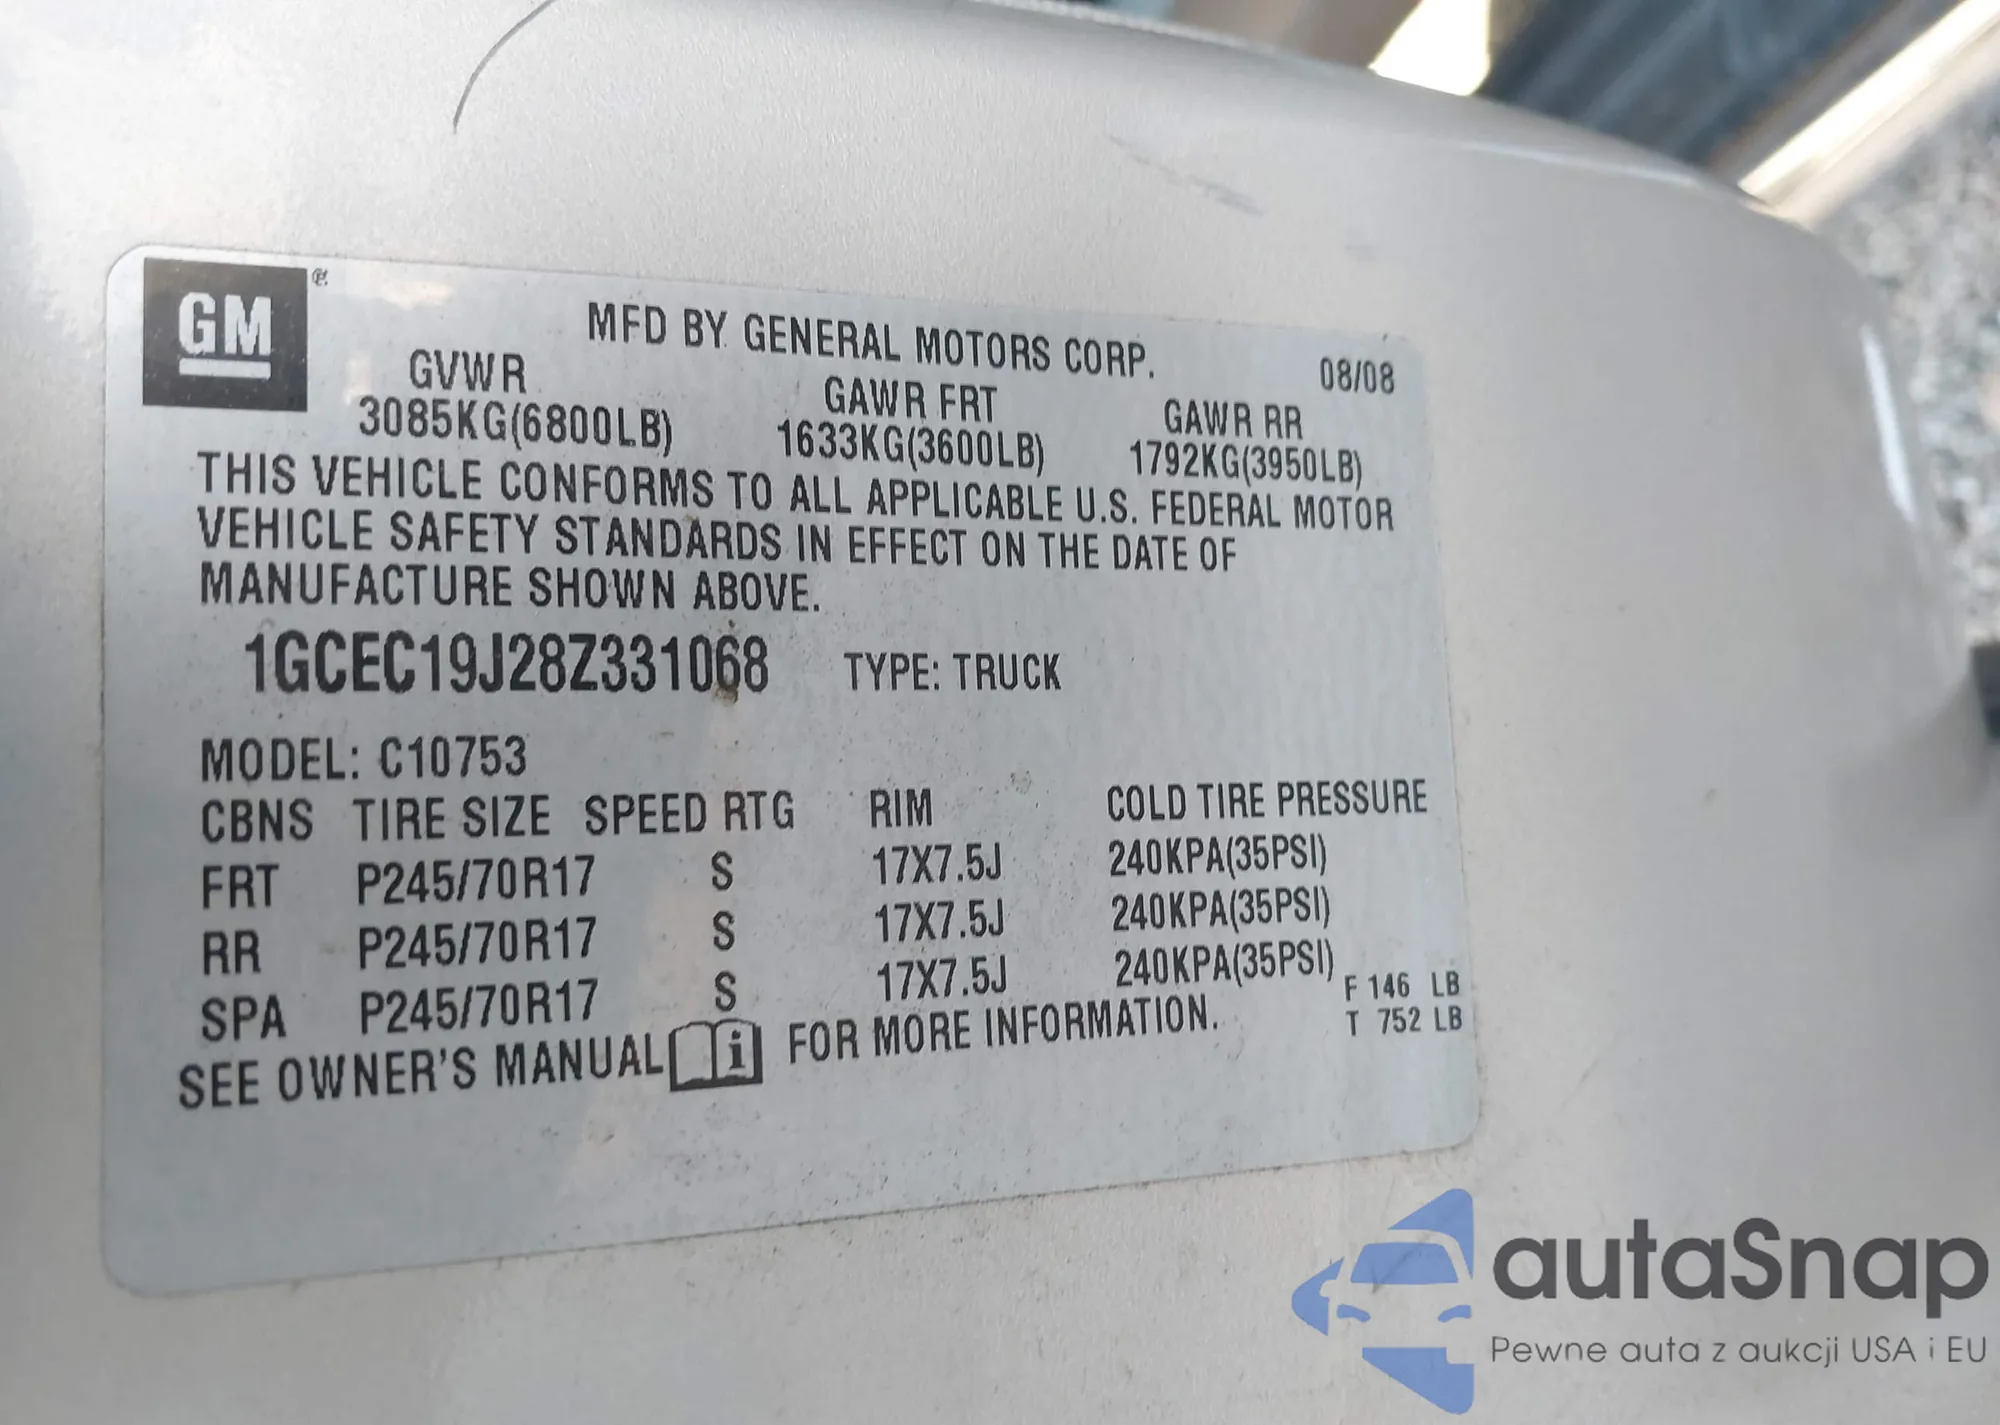 GM
MFD BY GENERAL MOTORS CORP. 08/08
GVWR GAWR FRT GAWR RR
3085KG(6800LB) 1633KG(3600LB) 1792KG(3950LB)
THIS VEHICLE CONFORMS TO ALL APPLICABLE U.S. FEDERAL MOTOR
VEHICLE SAFETY STANDARDS IN EFFECT ON THE DATE OF
MANUFACTURE SHOWN ABOVE.
1GCEC19J28Z331068 TYPE: TRUCK
MODEL: C10753
CBNS TIRE SIZE SPEED RTG RIM COLD TIRE PRESSURE
FRT P245/70R17 S 17X7.5J 240KPA(35PSI)
RR P245/70R17 S 17X7.5J 240KPA(35PSI)
SPA P245/70R17 S 17X7.5J 240KPA(35PSI)
F 146 LB
T 752 LB
SEE OWNER'S MANUAL i FOR MORE INFORMATION.
autaSnap
Pewne auta z aukcji USA i EU